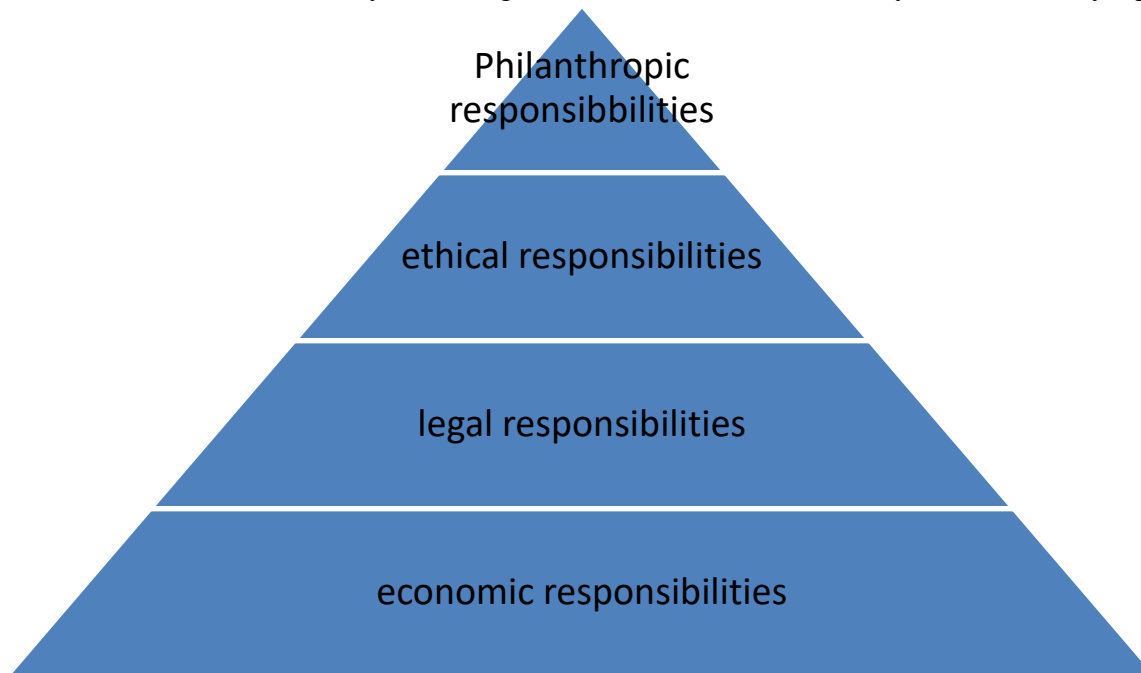 Philanthropic
responsibbilities
ethical responsibilities
legal responsibilities
economic responsibilities